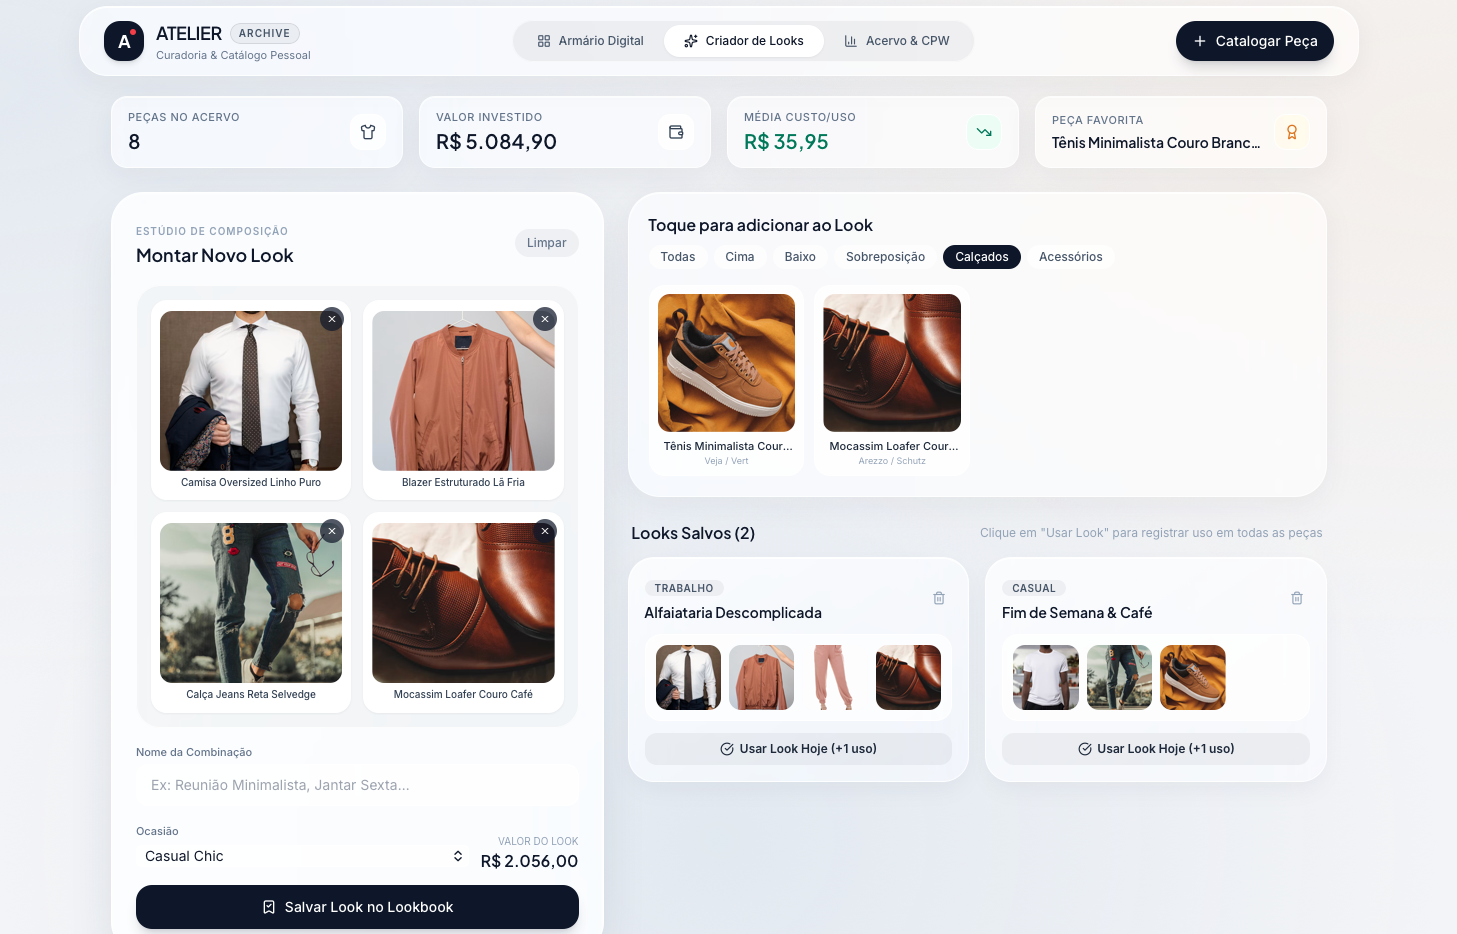 A
ATELIER
ARCHIVE
Curadoria & Catálogo Pessoal
Armário Digital
Criador de Looks
Acervo & CPW
Catalogar Peça
PEÇAS NO ACERVO
8
VALOR INVESTIDO
R$ 5.084,90
MÉDIA CUSTO/USO
R$ 35,95
PEÇA FAVORITA
Tênis Minimalista Couro Branc...
ESTÚDIO DE COMPOSIÇÃO
Montar Novo Look
Limpar
Camisa Oversized Linho Puro
Blazer Estruturado Lã Fria
Calça Jeans Reta Selvedge
Mocassim Loafer Couro Café
Nome da Combinação
Ex: Reunião Minimalista, Jantar Sexta...
Ocasião
Casual Chic
VALOR DO LOOK
R$ 2.056,00
Salvar Look no Lookbook
Toque para adicionar ao Look
Todas
Cima
Baixo
Sobreposição
Calçados
Acessórios
Tênis Minimalista Cour...
Veja / Vert
Mocassim Loafer Cour...
Arezzo / Schutz
Looks Salvos (2)
Clique em "Usar Look" para registrar uso em todas as peças
TRABALHO
Alfaiataria Descomplicada
Usar Look Hoje (+1 uso)
CASUAL
Fim de Semana & Café
Usar Look Hoje (+1 uso)